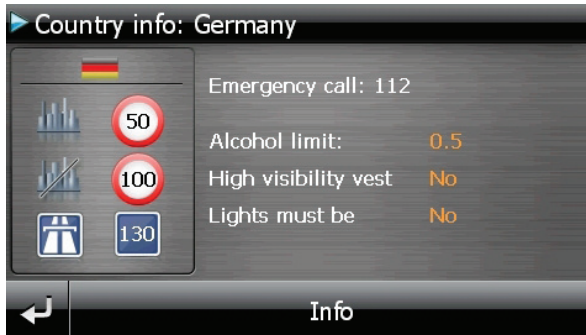 Country info: Germany
Emergency call: 112
50
Alcohol limit: 0.5
100
High visibility vest No
Lights must be No
130
Info